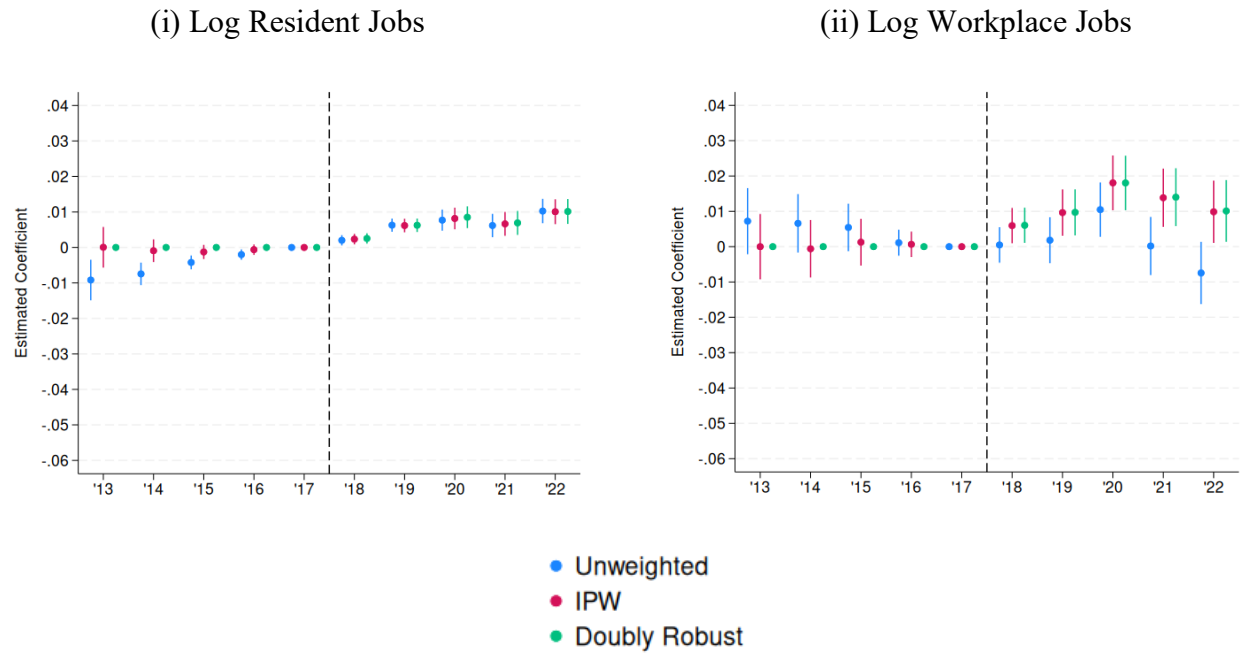 (i) Log Resident Jobs
(ii) Log Workplace Jobs
Estimated Coefficient
.04
.03
.02
.01
0
-.01
-.02
-.03
-.04
-.05
-.06
'13 '14 '15 '16 '17 '18 '19 '20 '21 '22
Estimated Coefficient
.04
.03
.02
.01
0
-.01
-.02
-.03
-.04
-.05
-.06
'13 '14 '15 '16 '17 '18 '19 '20 '21 '22
Unweighted
IPW
Doubly Robust